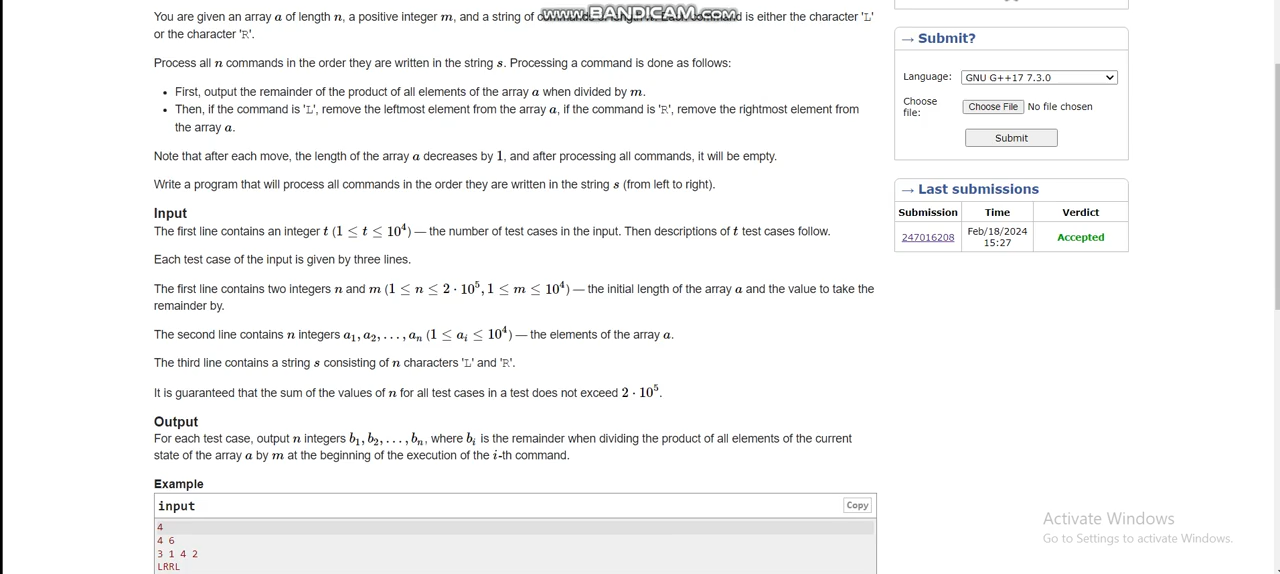 You are given an array a of length n, a positive integer m, and a string of commands of length n. Each command is either the character 'L'
or the character 'R'.
www.BANDICAM.com
Process all n commands in the order they are written in the string s. Processing a command is done as follows:
• First, output the remainder of the product of all elements of the array a when divided by m.
• Then, if the command is 'L', remove the leftmost element from the array a, if the command is 'R', remove the rightmost element from
the array a.
Note that after each move, the length of the array a decreases by 1, and after processing all commands, it will be empty.
Write a program that will process all commands in the order they are written in the string s (from left to right).
Input
The first line contains an integer t (1 ≤ t ≤ 10⁴) — the number of test cases in the input. Then descriptions of t test cases follow.
Each test case of the input is given by three lines.
The first line contains two integers n and m (1 ≤ n ≤ 2 · 10⁵, 1 ≤ m ≤ 10⁴) — the initial length of the array a and the value to take the
remainder by.
The second line contains n integers a₁, a₂, . . . , aₙ (1 ≤ aᵢ ≤ 10⁴) — the elements of the array a.
The third line contains a string s consisting of n characters 'L' and 'R'.
It is guaranteed that the sum of the values of n for all test cases in a test does not exceed 2 · 10⁵.
Output
For each test case, output n integers b₁, b₂, . . . , bₙ, where bᵢ is the remainder when dividing the product of all elements of the current
state of the array a by m at the beginning of the execution of the i-th command.
Example
input
Copy
4
4 6
3 1 4 2
LRRL
→ Submit?
Language: GNU G++17 7.3.0
Choose
file: Choose File No file chosen
Submit
→ Last submissions
Submission Time Verdict
247016208 Feb/18/2024
15:27 Accepted
Activate Windows
Go to Settings to activate Windows.